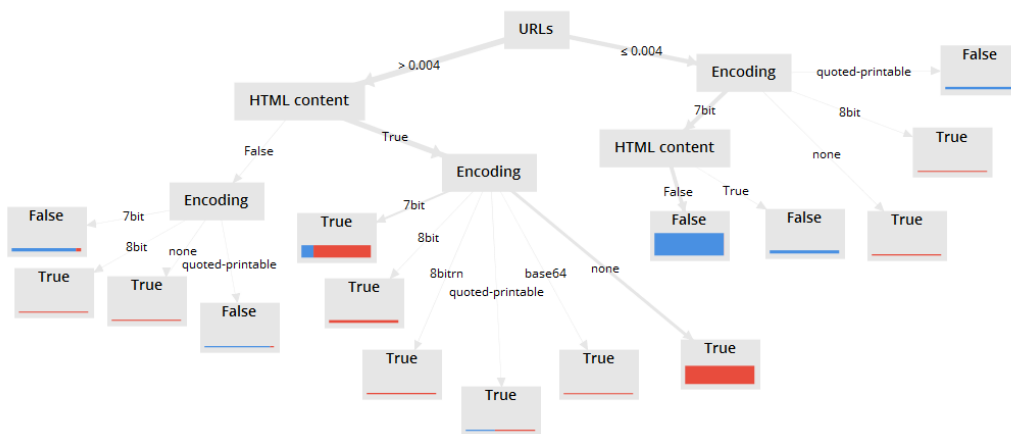 URLs
> 0.004
≤ 0.004
False
Encoding
quoted-printable
HTML content
7bit
8bit
True
True
HTML content
False
none
Encoding
False
True
Encoding
7bit
False
7bit
True
8bit
False
False
True
8bit
none
quoted-printable
8bitrn
base64
none
quoted-printable
True
True
True
False
True
True
True
True